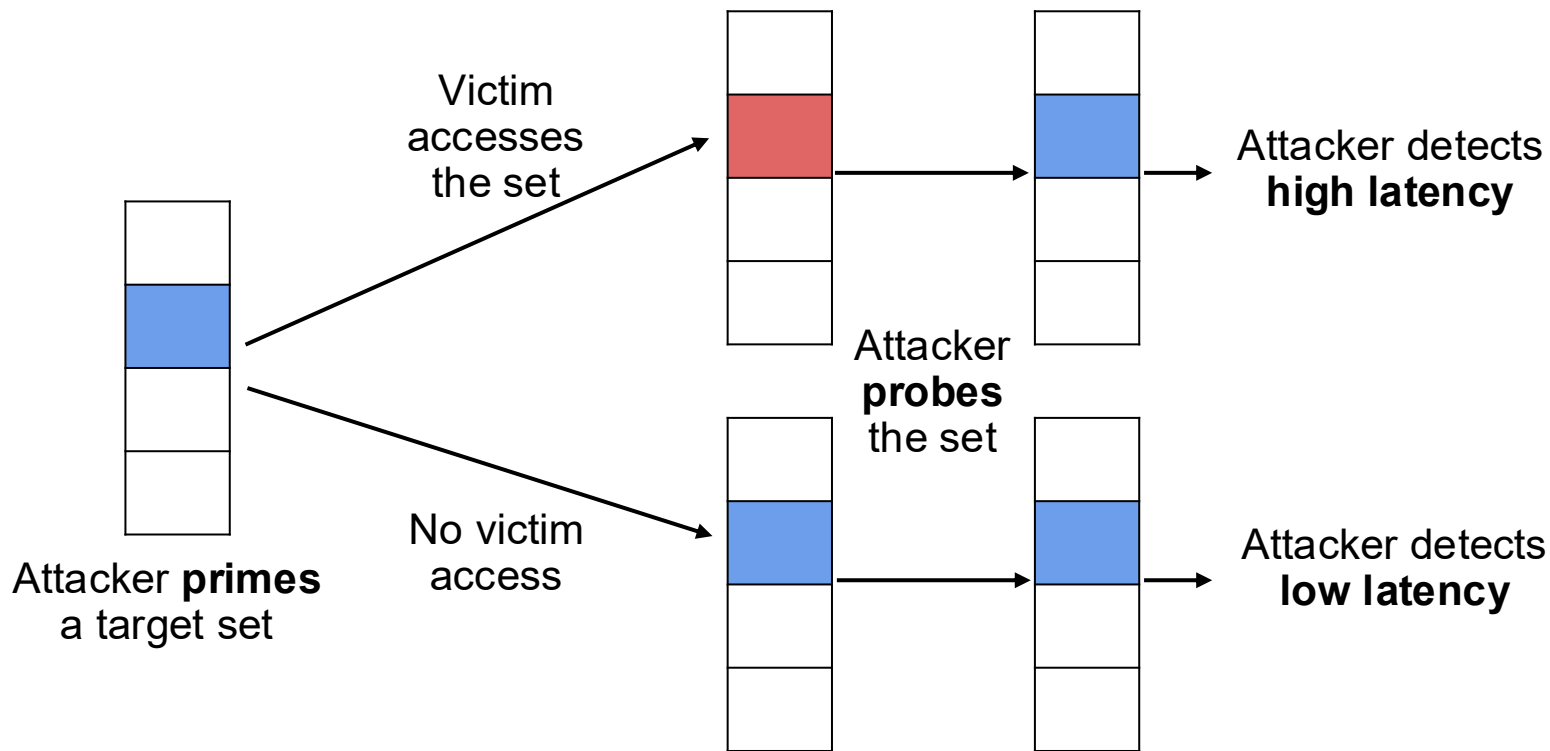 Victim
accesses
the set
Attacker detects
high latency
Attacker primes
a target set
Attacker
probes
the set
No victim
access
Attacker detects
low latency